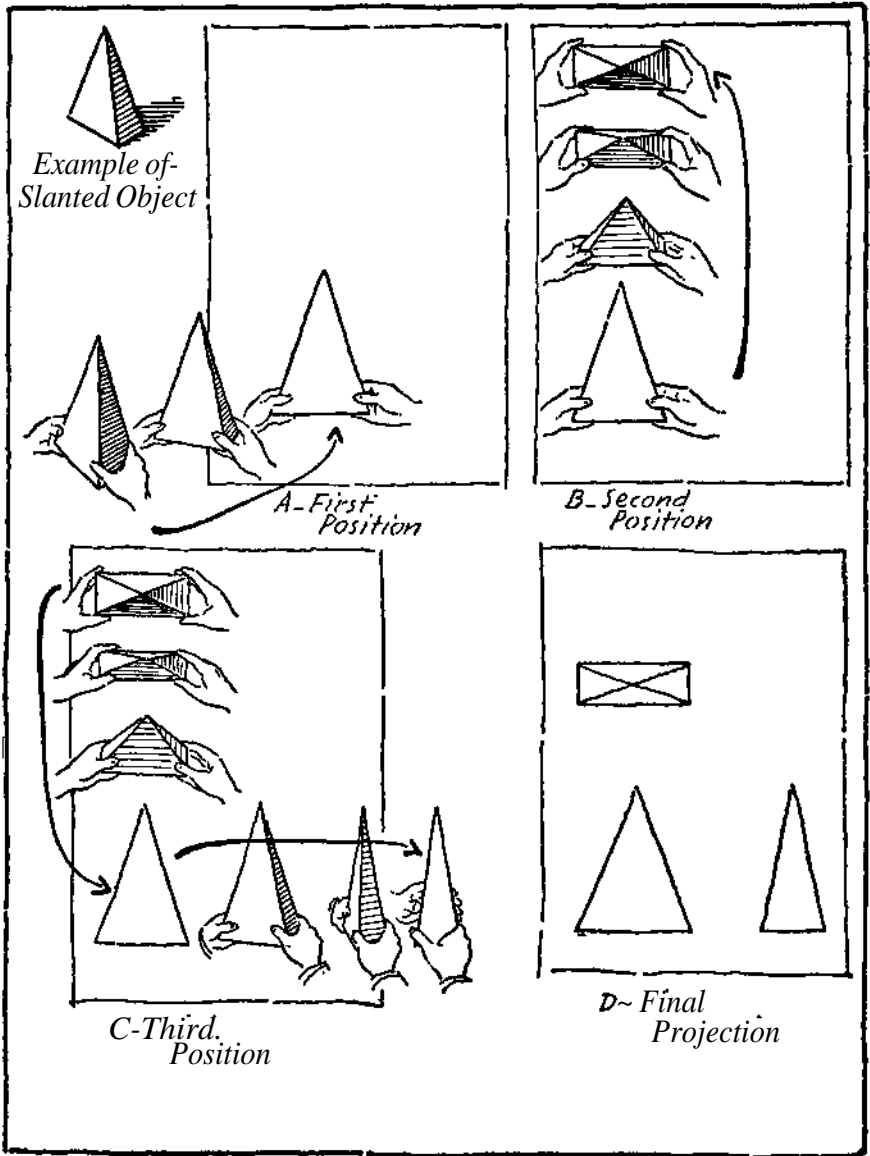 Example of-
Slanted Object
A-First
Position
B-Second
Position
C-Third.
Position
D~ Final
Projection